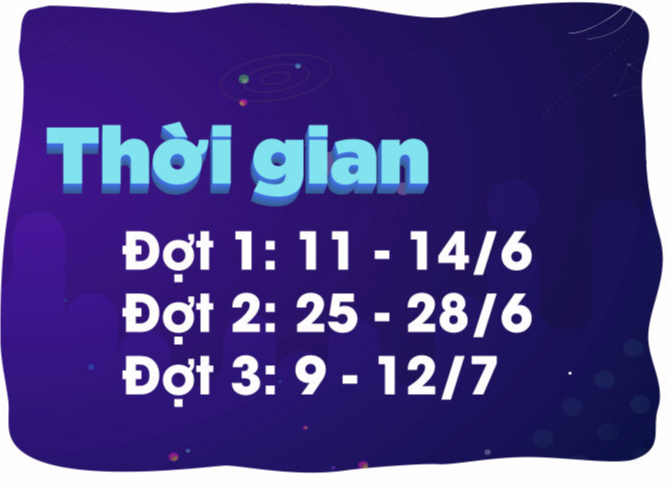 Thời gian
Đợt 1: 11 - 14/6
Đợt 2: 25 - 28/6
Đợt 3: 9 - 12/7